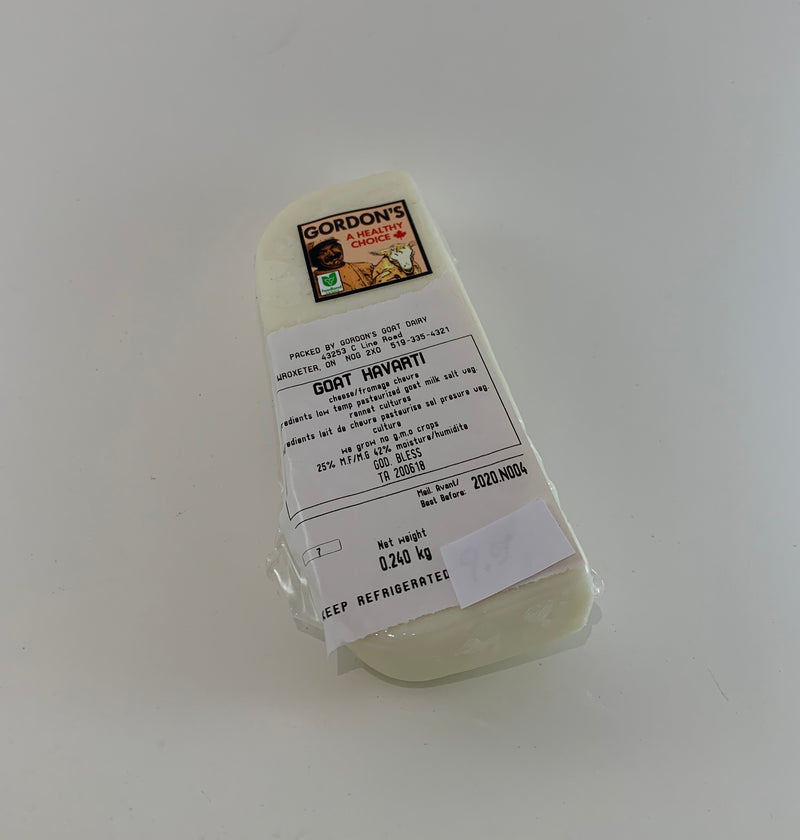 GORDON'S
A HEALTHY
CHOICE
PACKED BY GORDON'S GOAT DAIRY
43253 C Line Road
WROXETER, ON N0G 2X0 519-335-4321
GOAT HAVARTI
cheese/fromage chevre
redients low temp pasteurized goat milk salt veg.
rennet cultures
edients lait de chevre pasteurise sel presure veg.
culture
we grow no g.m.o crops
25% M.F/M.G 42% moisture/humidite
GOD. BLESS
TA 200618
Meil. Avant/
Best Before: 2020.NO04
7
Net weight
0.240 kg
KEEP REFRIGERATED